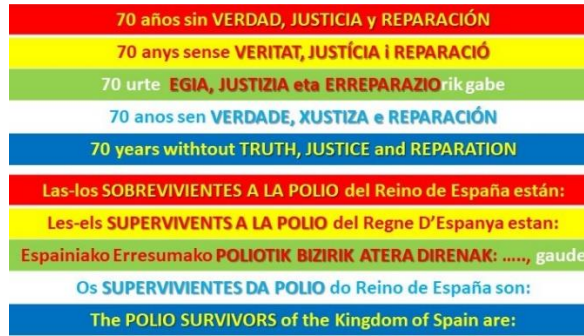 70 años sin VERDAD, JUSTICIA y REPARACIÓN
70 anys sense VERITAT, JUSTÍCIA i REPARACIÓ
70 urte EGIA, JUSTIZIA eta ERREPARAZIOrik gabe
70 anos sen VERDADE, XUSTIZA e REPARACIÓN
70 years withtout TRUTH, JUSTICE and REPARATION
Las-los SOBREVIVIENTES A LA POLIO del Reino de España están:
Les-els SUPERVIVENTS A LA POLIO del Regne D’Espanya estan:
Espainiako Erresumako POLIOTIK BIZIRIK ATERA DIRENAK: ....., gaude
Os SUPERVIVIENTES DA POLIO do Reino de España son:
The POLIO SURVIVORS of the Kingdom of Spain are: